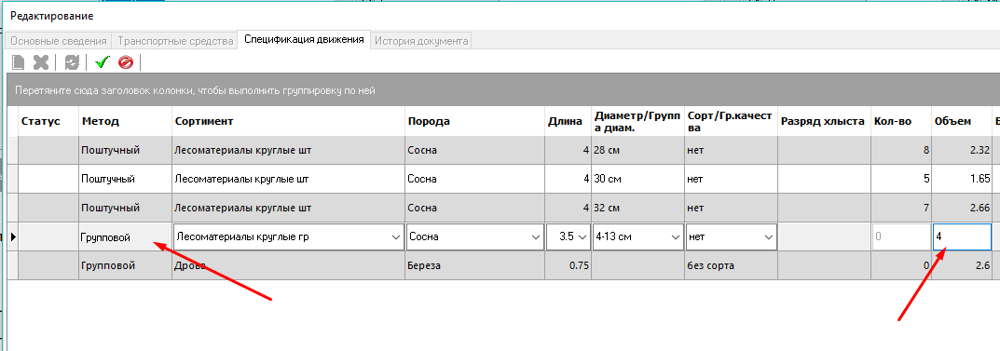 Редактирование
Основные сведения Транспортные средства Спецификация движения История документа
Перетяните сюда заголовок колонки, чтобы выполнить группировку по ней
Статус Метод Сортимент Порода Длина Диаметр/Групп Сорт/Гр.качест Разряд хлыста Кол-во Объем
а диам. ва
Поштучный Лесоматериалы круглые шт Сосна 4 28 см нет 8 2.32
Поштучный Лесоматериалы круглые шт Сосна 4 30 см нет 5 1.65
Поштучный Лесоматериалы круглые шт Сосна 4 32 см нет 7 2.66
Групповой Лесоматериалы круглые гр Сосна 3.5 4-13 см нет 0 4
Групповой Дрова Береза 0.75 без сорта 0 2.6